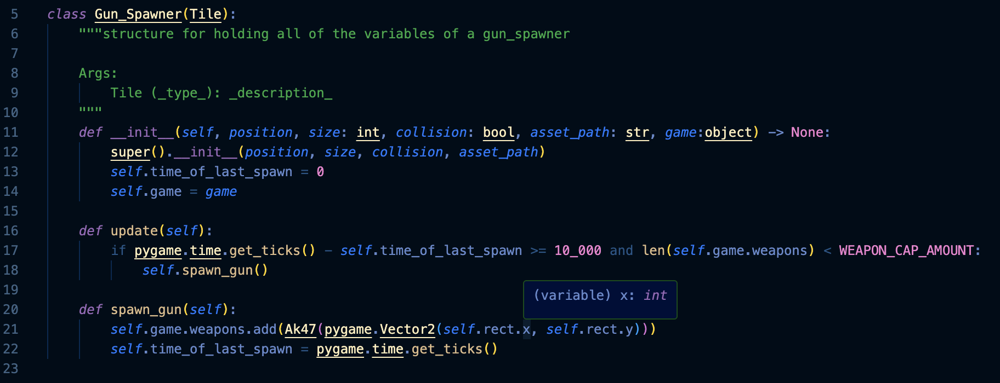 5 class Gun_Spawner(Tile):
6 """structure for holding all of the variables of a gun_spawner
7
8 Args:
9 Tile (_type_): _description_
10 """
11 def __init__(self, position, size: int, collision: bool, asset_path: str, game:object) -> None:
12 super().__init__(position, size, collision, asset_path)
13 self.time_of_last_spawn = 0
14 self.game = game
15
16 def update(self):
17 if pygame.time.get_ticks() - self.time_of_last_spawn >= 10_000 and len(self.game.weapons) < WEAPON_CAP_AMOUNT:
18 self.spawn_gun()
19
(variable) x: int
20 def spawn_gun(self):
21 self.game.weapons.add(Ak47(pygame.Vector2(self.rect.x, self.rect.y)))
22 self.time_of_last_spawn = pygame.time.get_ticks()
23